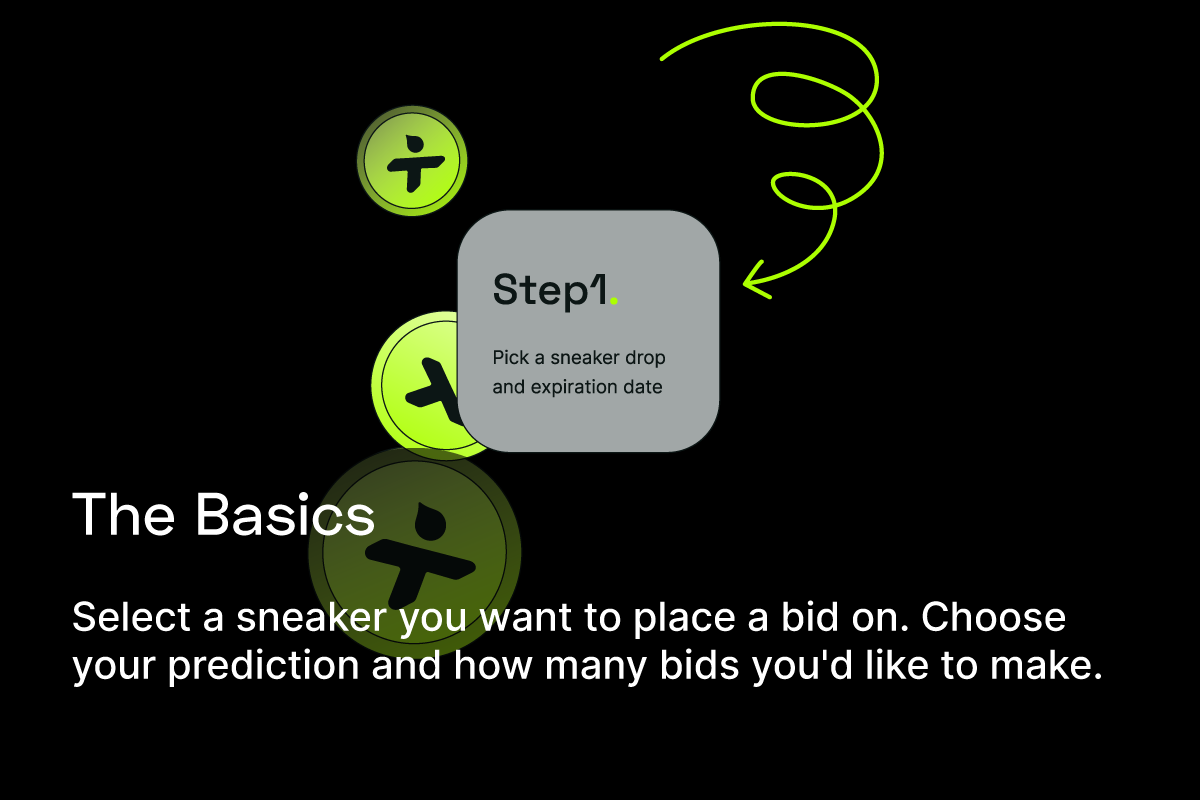 Step1.
Pick a sneaker drop
and expiration date
The Basics
Select a sneaker you want to place a bid on. Choose
your prediction and how many bids you'd like to make.